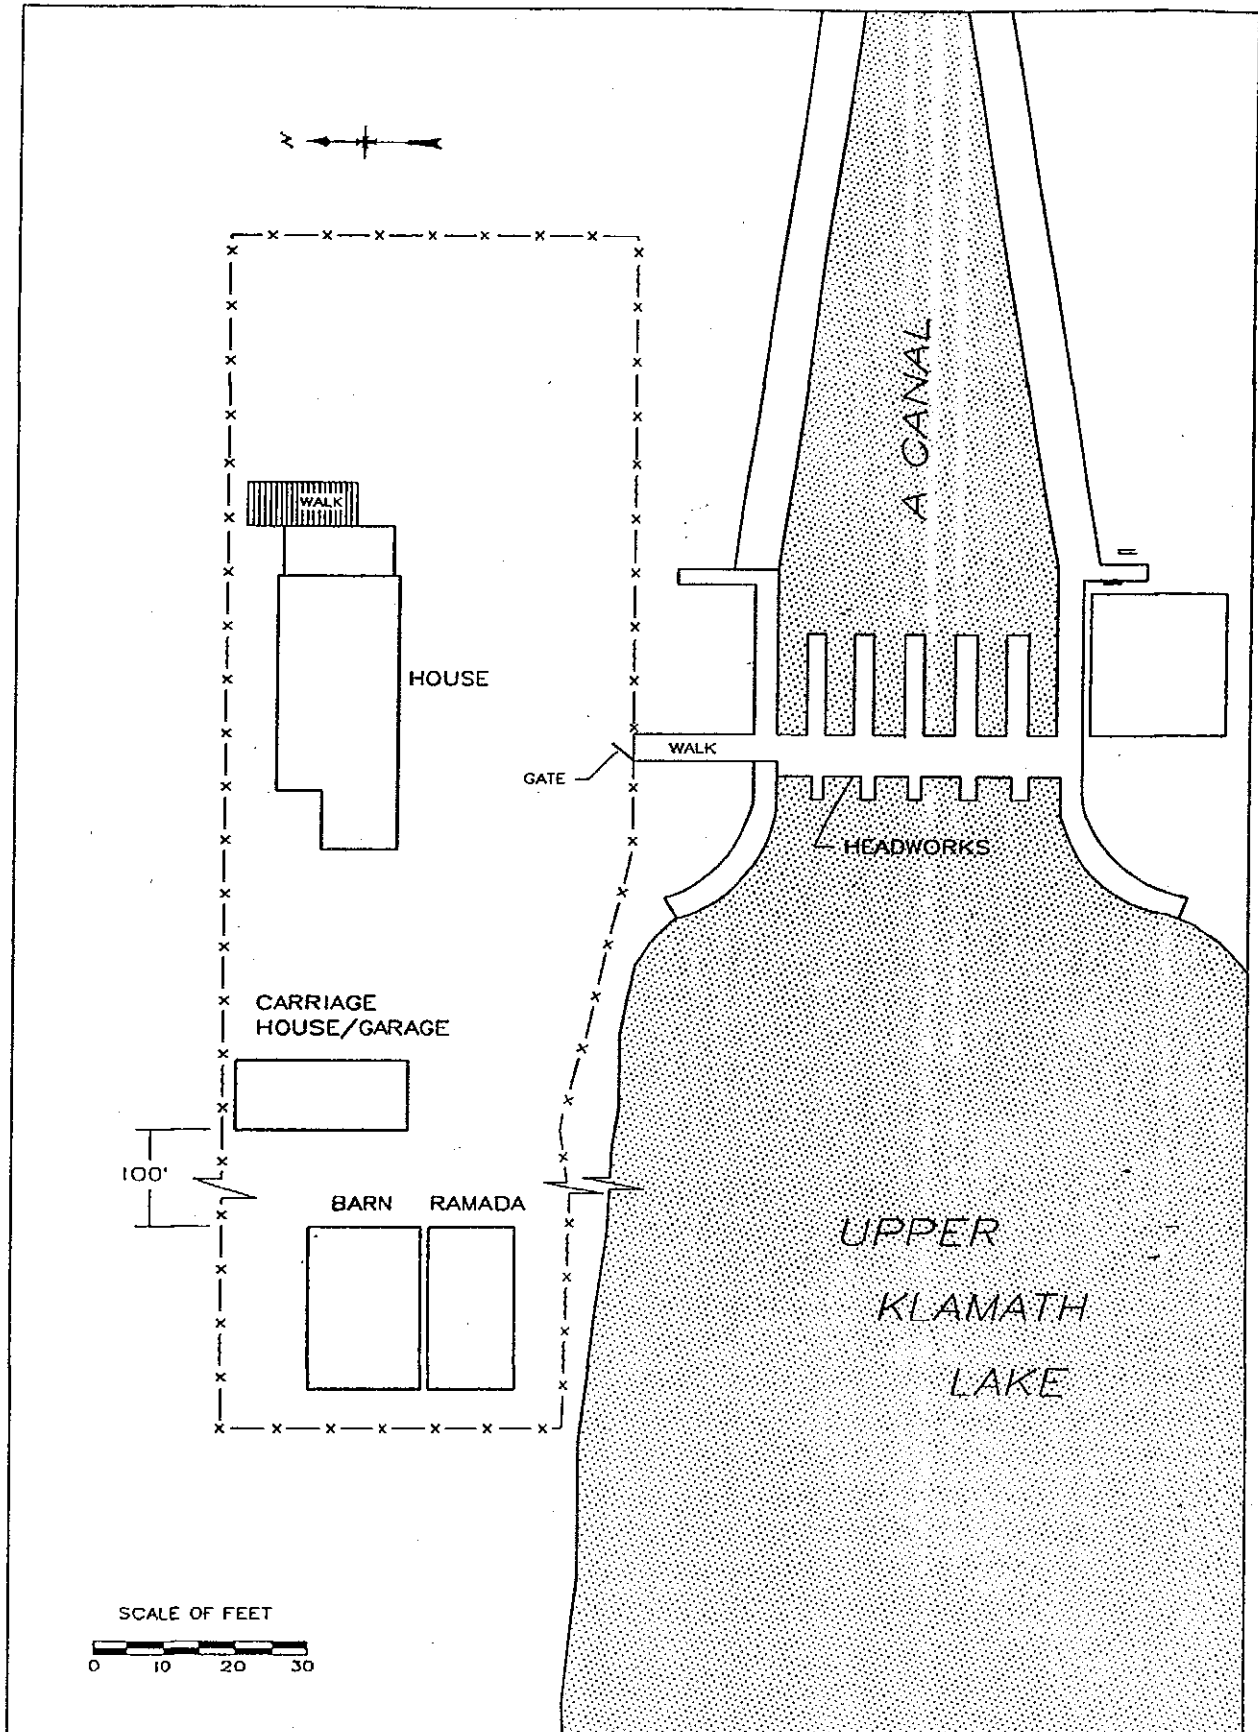 N
A CANAL
WALK
HOUSE
WALK
GATE
HEADWORKS
CARRIAGE
HOUSE/GARAGE
100'
BARN
RAMADA
UPPER
KLAMATH
LAKE
SCALE OF FEET
0 10 20 30